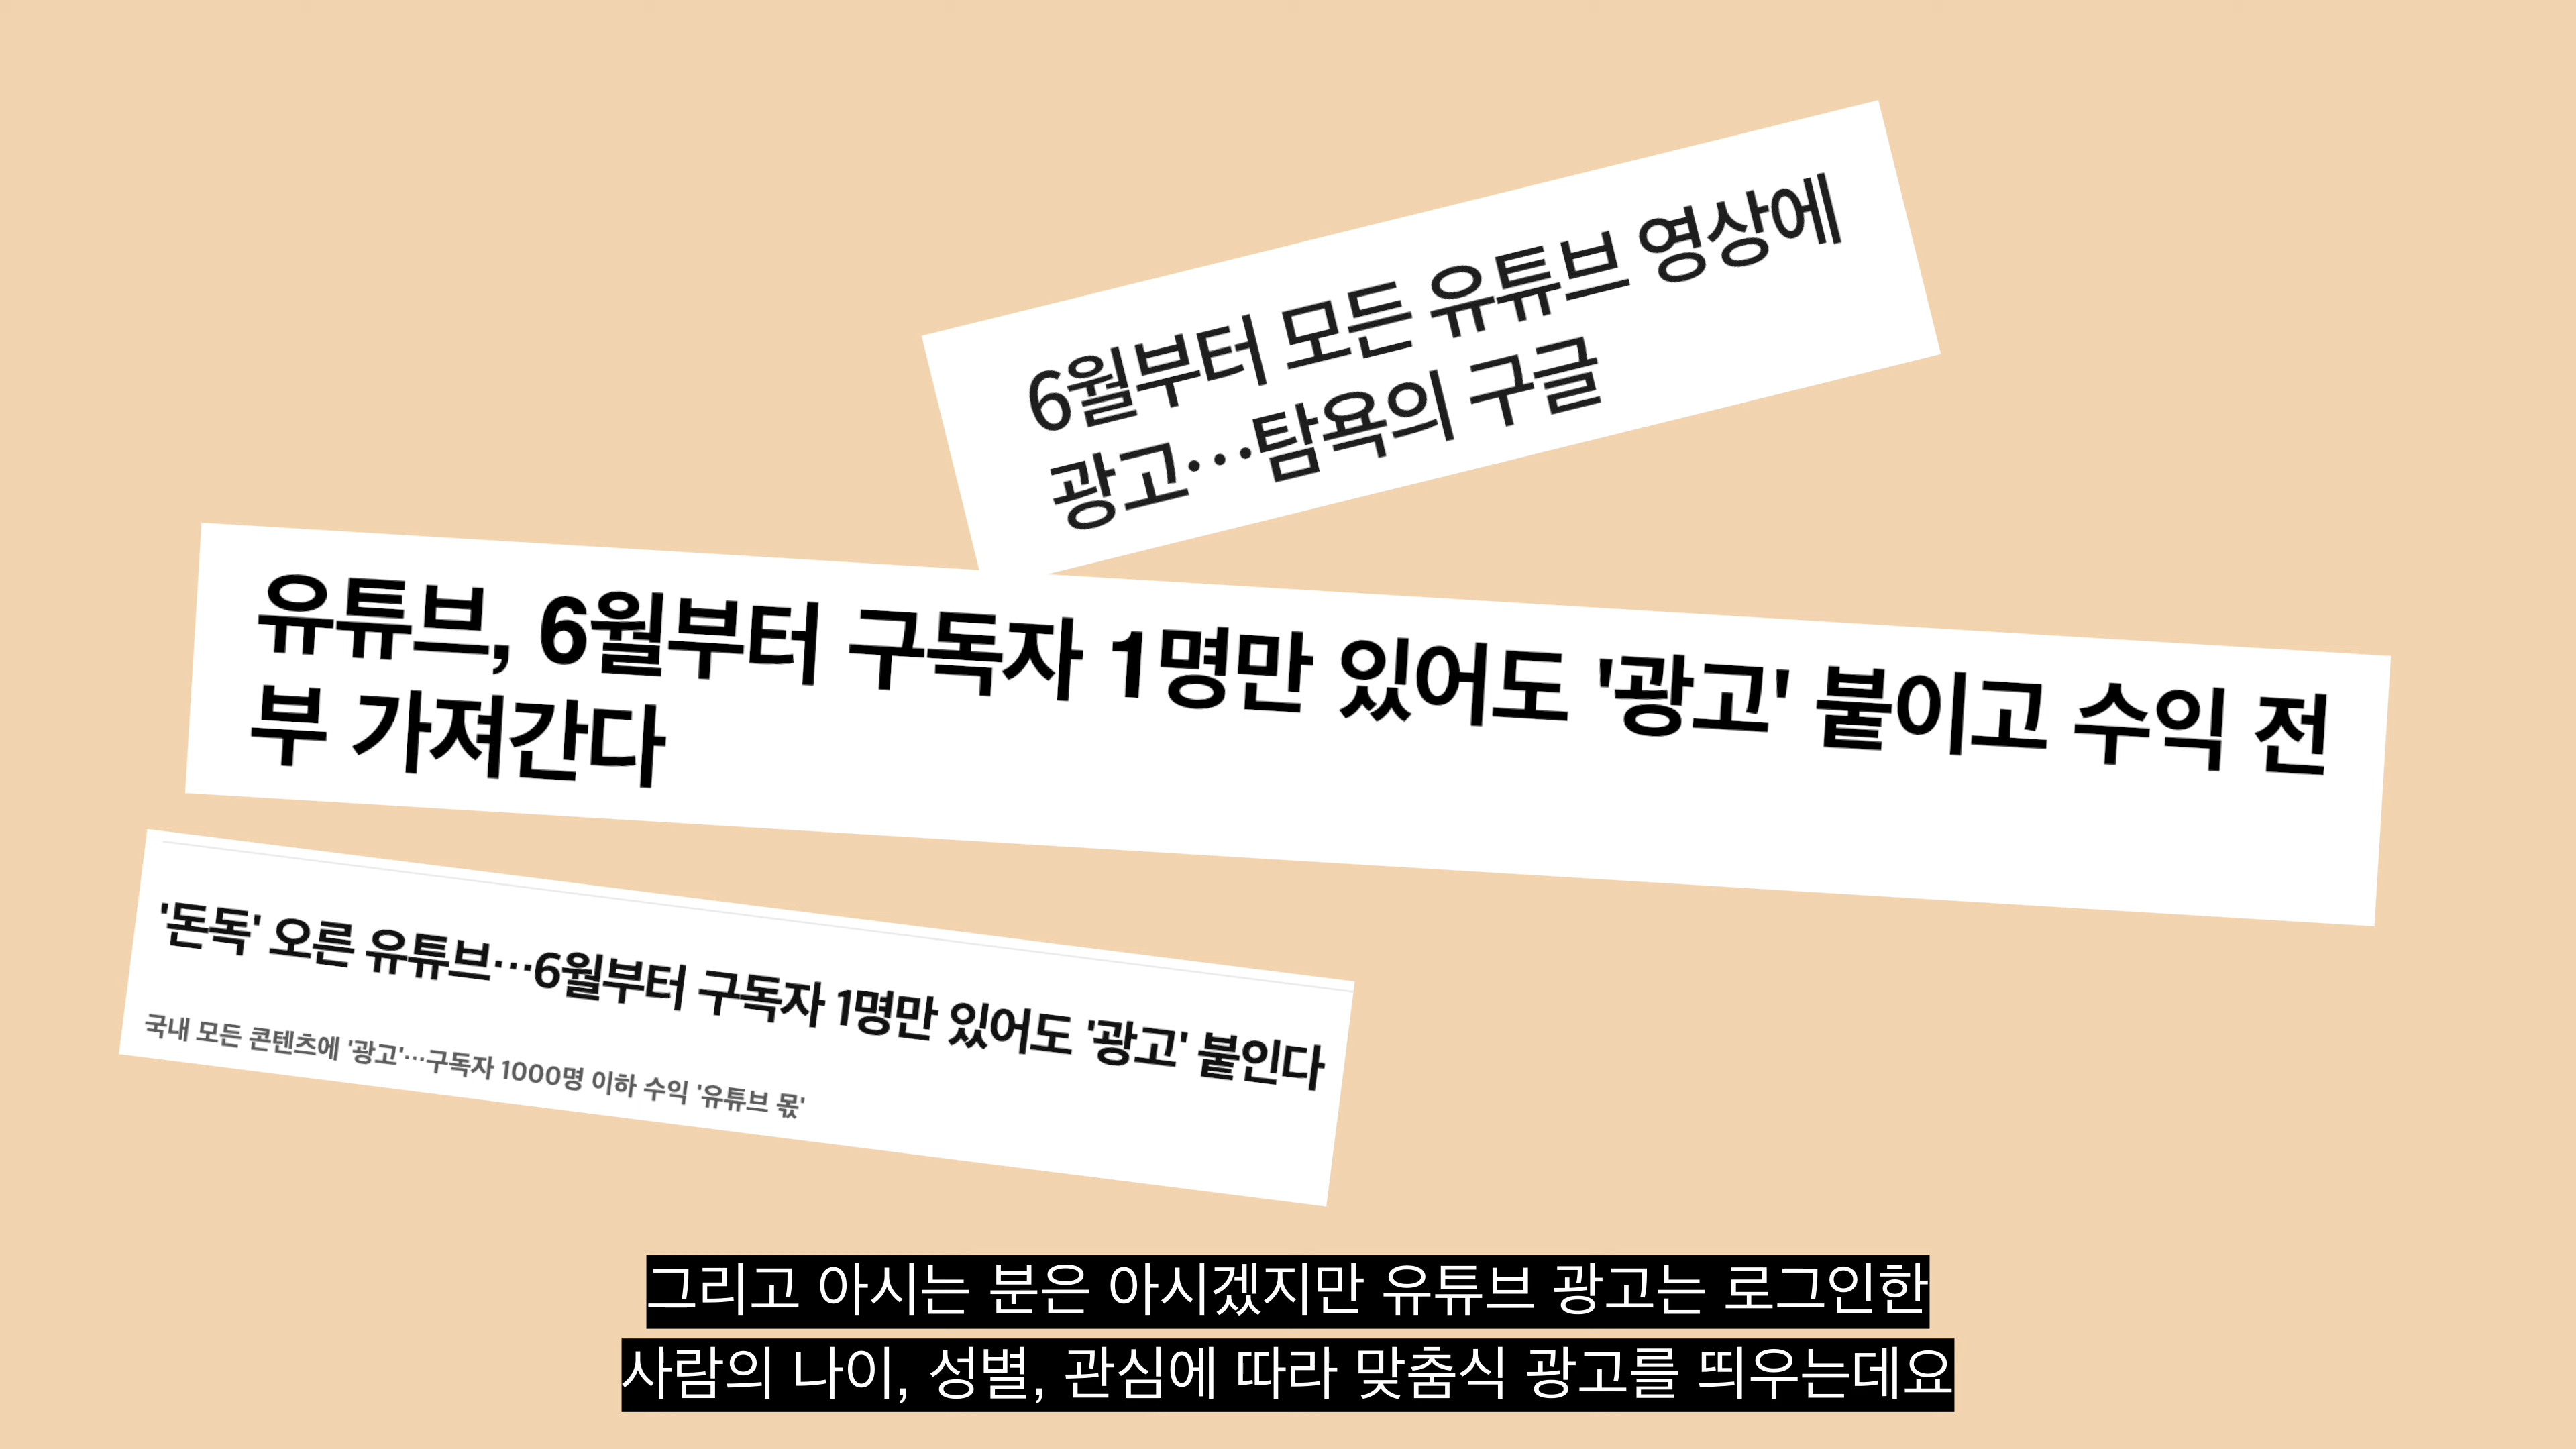 6월부터 모든 유튜브 영상에
광고…탐욕의 구글
유튜브, 6월부터 구독자 1명만 있어도 '광고' 붙이고 수익 전
부 가져간다
'돈독' 오른 유튜브…6월부터 구독자 1명만 있어도 '광고' 붙인다
국내 모든 콘텐츠에 '광고'…구독자 1000명 이하 수익 '유튜브 몫'
그리고 아시는 분은 아시겠지만 유튜브 광고는 로그인한
사람의 나이, 성별, 관심에 따라 맞춤식 광고를 띄우는데요